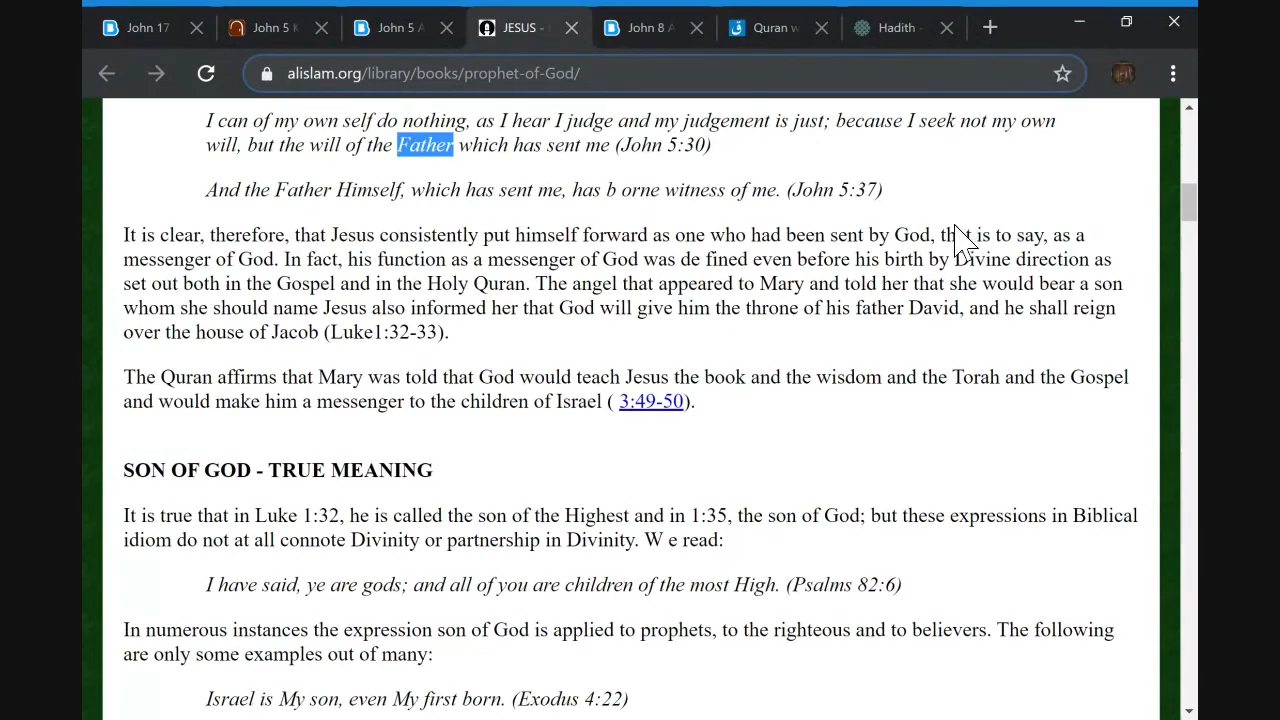 John 17
John 5 K
John 5 A
JESUS -
John 8 A
Quran w
Hadith -
alislam.org/library/books/prophet-of-God/
I can of my own self do nothing, as I hear I judge and my judgement is just; because I seek not my own
will, but the will of the Father which has sent me (John 5:30)
And the Father Himself, which has sent me, has b orne witness of me. (John 5:37)
It is clear, therefore, that Jesus consistently put himself forward as one who had been sent by God, that is to say, as a
messenger of God. In fact, his function as a messenger of God was de fined even before his birth by Divine direction as
set out both in the Gospel and in the Holy Quran. The angel that appeared to Mary and told her that she would bear a son
whom she should name Jesus also informed her that God will give him the throne of his father David, and he shall reign
over the house of Jacob (Luke1:32-33).
The Quran affirms that Mary was told that God would teach Jesus the book and the wisdom and the Torah and the Gospel
and would make him a messenger to the children of Israel ( 3:49-50).
SON OF GOD - TRUE MEANING
It is true that in Luke 1:32, he is called the son of the Highest and in 1:35, the son of God; but these expressions in Biblical
idiom do not at all connote Divinity or partnership in Divinity. W e read:
I have said, ye are gods; and all of you are children of the most High. (Psalms 82:6)
In numerous instances the expression son of God is applied to prophets, to the righteous and to believers. The following
are only some examples out of many:
Israel is My son, even My first born. (Exodus 4:22)